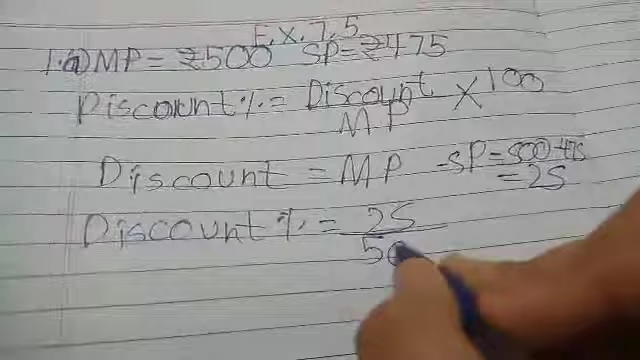 Ex. 7.5
1.a) MP = ₹500 SP = ₹475
Discount % = Discount/MP × 100
Discount = MP - SP = 500-475
= 25
Discount % = 25/50